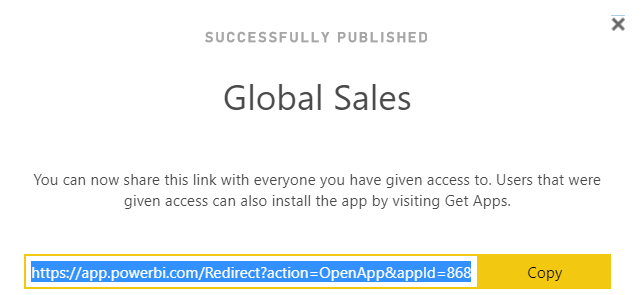 SUCCESSFULLY PUBLISHED
Global Sales
You can now share this link with everyone you have given access to. Users that were
given access can also install the app by visiting Get Apps.
https://app.powerbi.com/Redirect?action=OpenApp&appId=868
Copy